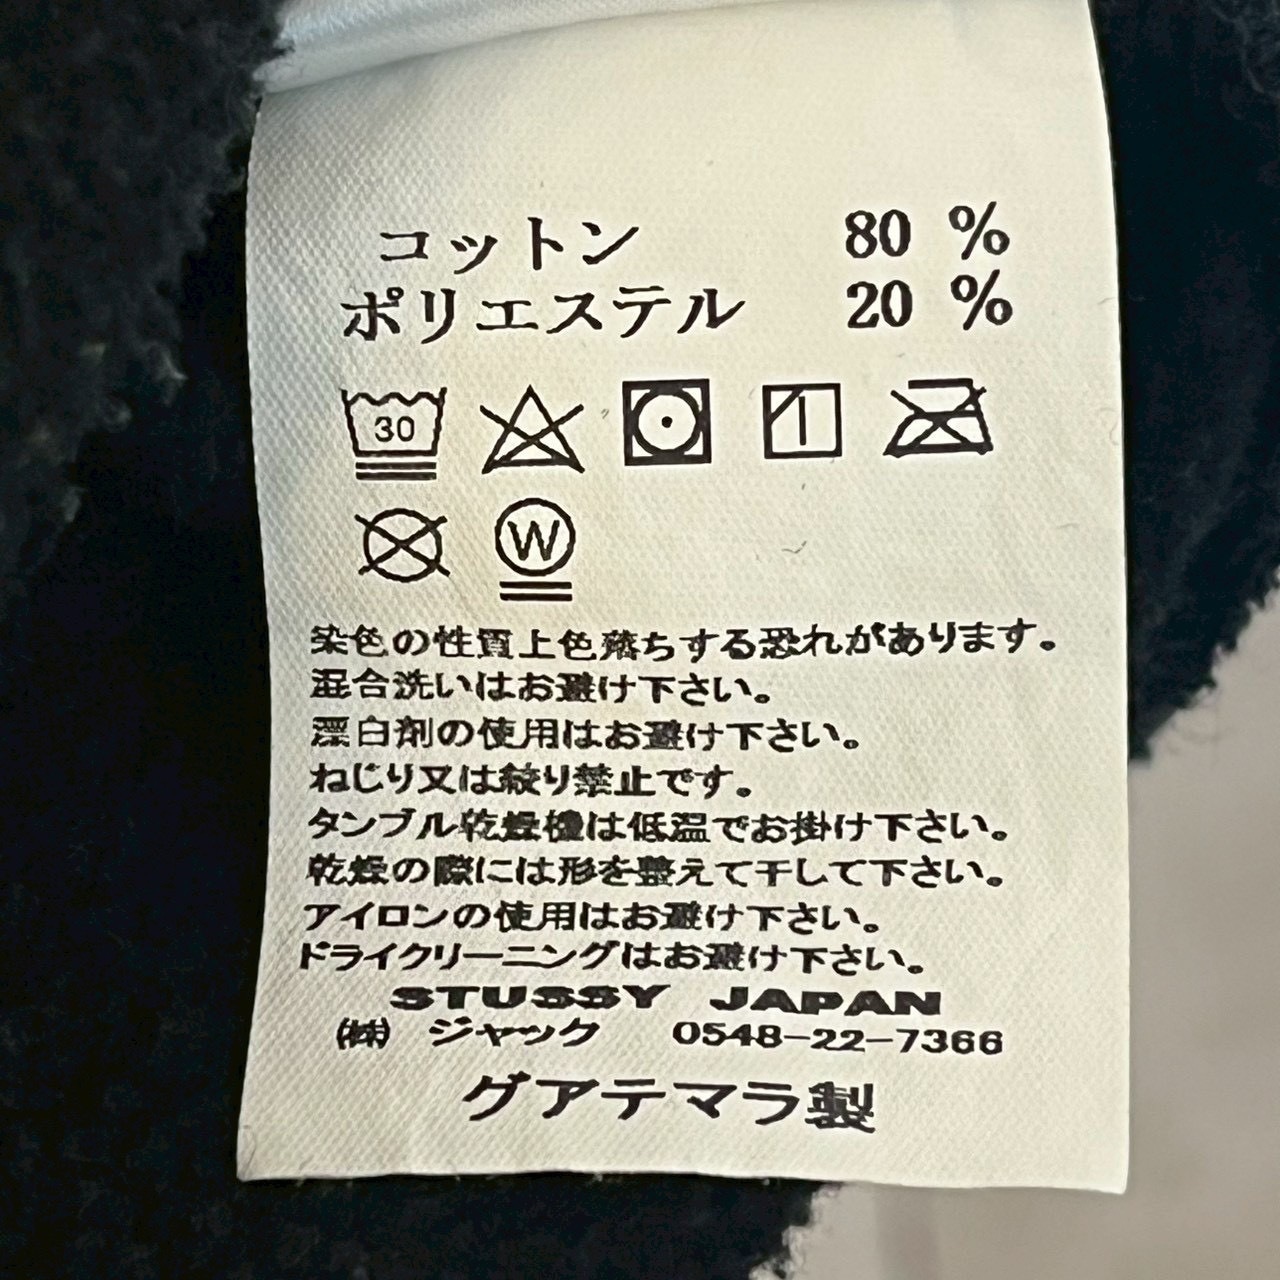 コットン 80 %
ポリエステル 20 %
30
W
染色の性質上色落ちする恐れがあります。
混合洗いはお避け下さい。
漂白剤の使用はお避け下さい。
ねじり又は絞り禁止です。
タンブル乾燥機は低温でお掛け下さい。
乾燥の際には形を整えて干して下さい。
アイロンの使用はお避け下さい。
ドライクリーニングはお避け下さい。
STUSSY JAPAN
㈱ ジャック 0548-22-7366
グアテマラ製